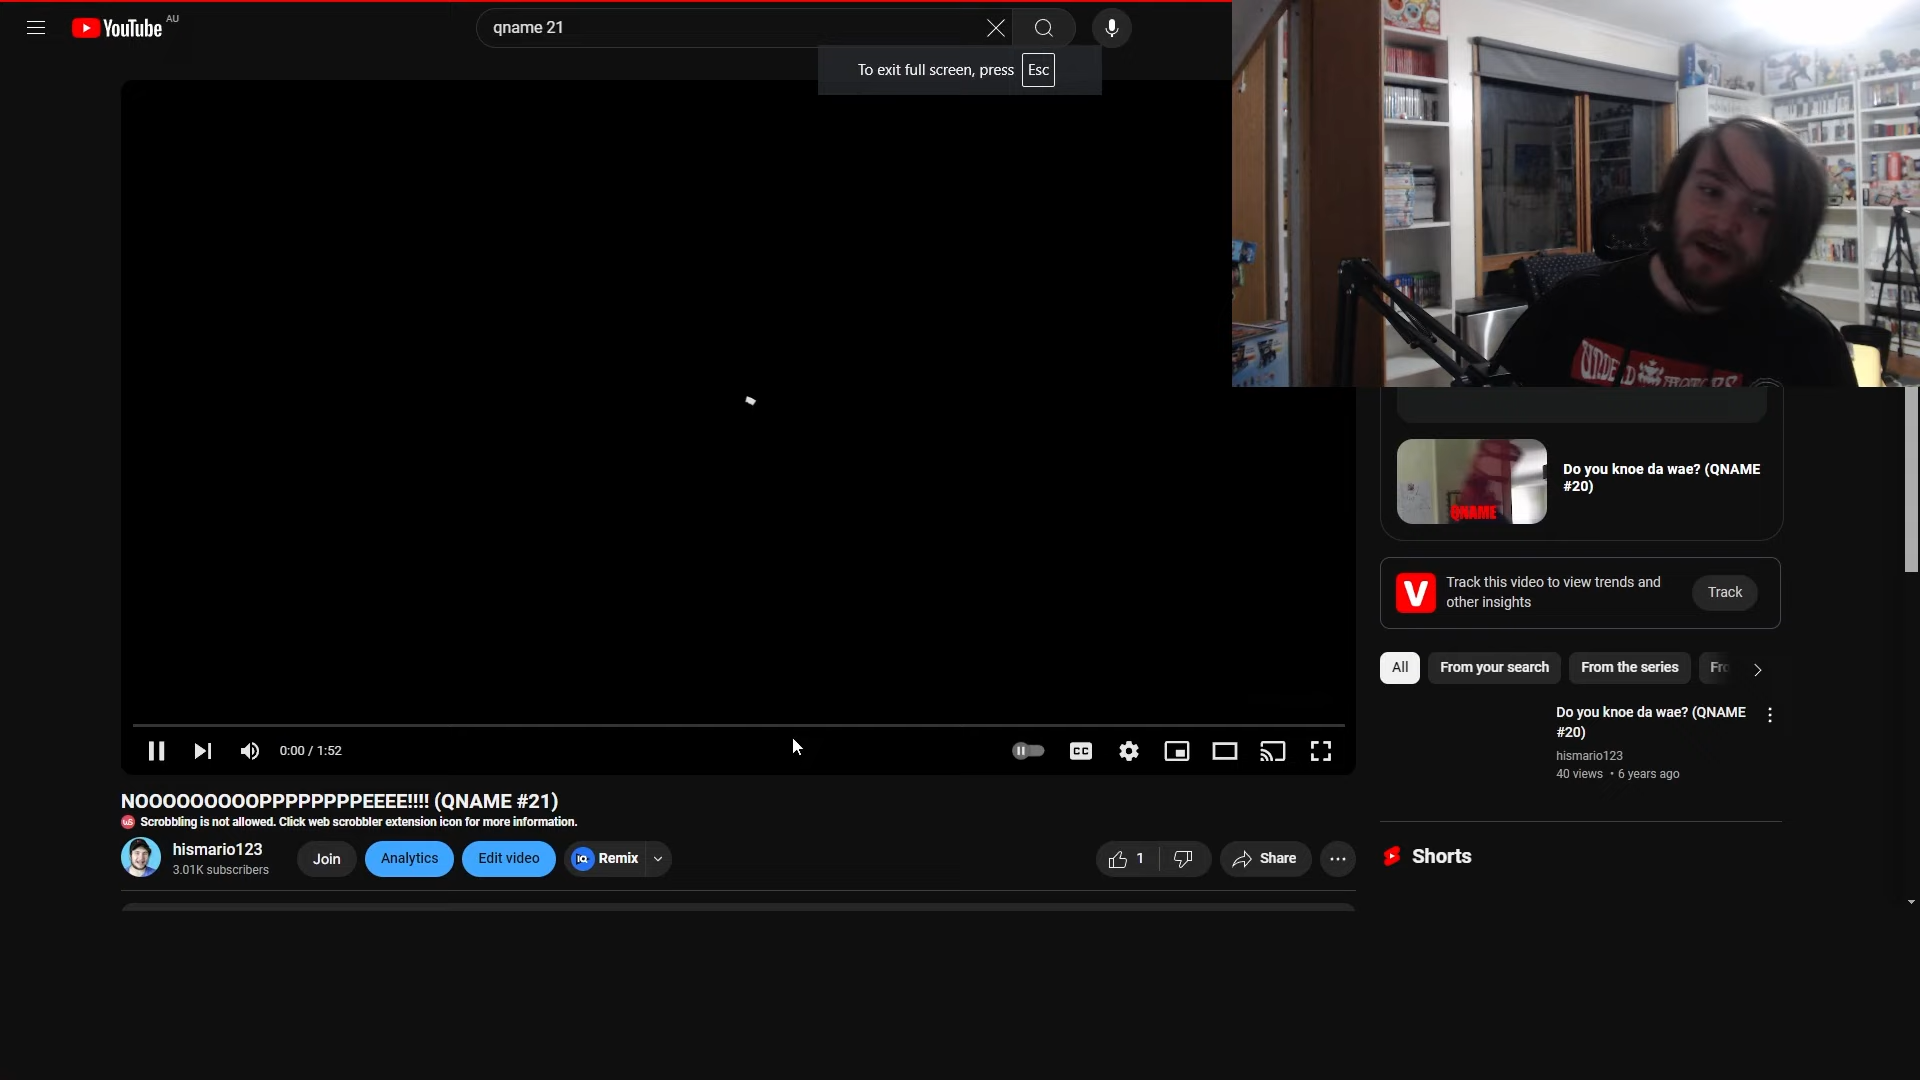 YouTube AU
qname 21
To exit full screen, press Esc
QNAME
Do you knoe da wae? (QNAME
#20)
Track this video to view trends and
other insights
Track
All
From your search
From the series
Do you knoe da wae? (QNAME
#20)
hismario123
40 views • 6 years ago
Shorts
0:00 / 1:52
CC
NOOOOOOOOOPPPPPPPPEEEE!!!! (QNAME #21)
Scrobbling is not allowed. Click web scrobbler extension icon for more information.
hismario123
3.01K subscribers
Join
Analytics
Edit video
IQ
Remix
1
Share